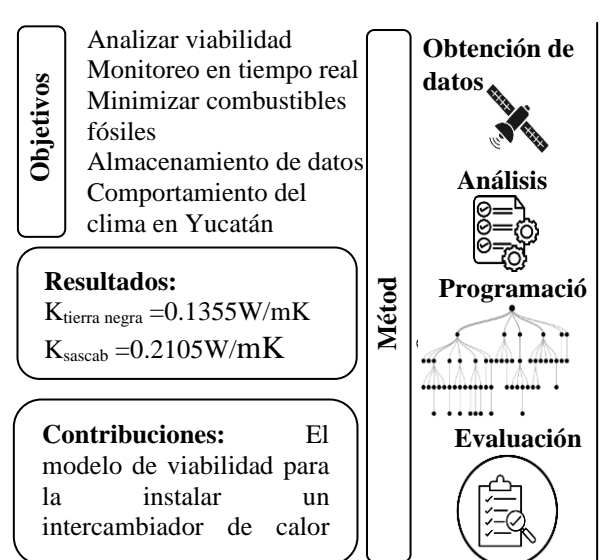 Objetivos
Analizar viabilidad
Monitoreo en tiempo real
Minimizar combustibles
fósiles
Almacenamiento de datos
Comportamiento del
clima en Yucatán
Resultados:
Ktierra negra =0.1355W/mK
Ksascab =0.2105W/mK
Contribuciones: El
modelo de viabilidad para
la instalar un
intercambiador de calor
Métod
Obtención de
datos
Análisis
Programació
Evaluación